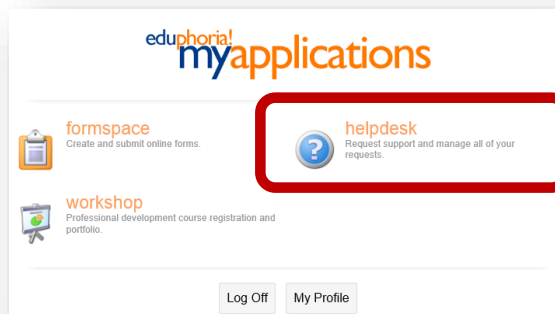 eduphoria!
myapplications
formspace
Create and submit online forms.
helpdesk
Request support and manage all of your
requests.
workshop
Professional development course registration and
portfolio.
Log Off
My Profile